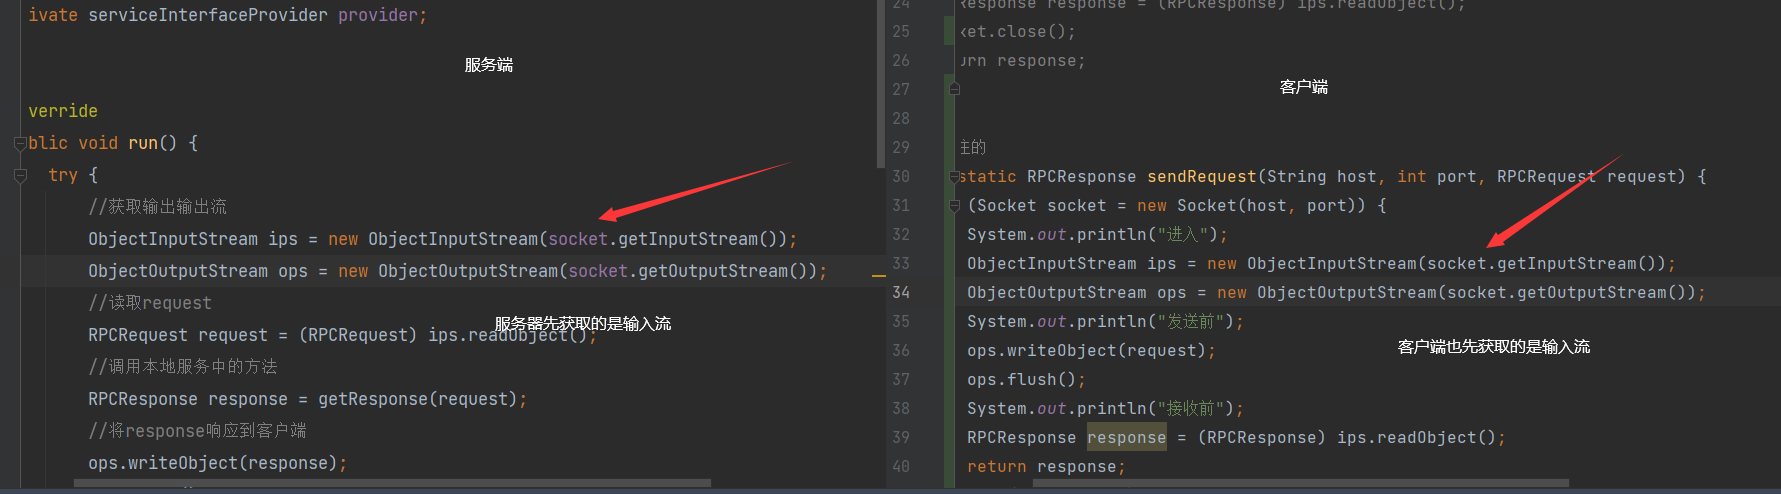 ivate serviceInterfaceProvider provider;
服务端
verride
blic void run() {
try {
//获取输出输出流
ObjectInputStream ips = new ObjectInputStream(socket.getInputStream());
ObjectOutputStream ops = new ObjectOutputStream(socket.getOutputStream());
//读取request
服务器先获取的是输入流
RPCRequest request = (RPCRequest) ips.readObject();
//调用本地服务中的方法
RPCResponse response = getResponse(request);
//将response响应到客户端
ops.writeObject(response);
24 Response response = (RPCResponse) ips.readObject();
25 ket.close();
26 urn response;
27
客户端
28
29 注的
30 static RPCResponse sendRequest(String host, int port, RPCRequest request) {
31 (Socket socket = new Socket(host, port)) {
32 System.out.println("进入");
33 ObjectInputStream ips = new ObjectInputStream(socket.getInputStream());
34 ObjectOutputStream ops = new ObjectOutputStream(socket.getOutputStream());
35 System.out.println("发送前");
客户端也先获取的是输入流
36 ops.writeObject(request);
37 ops.flush();
38 System.out.println("接收前");
39 RPCResponse response = (RPCResponse) ips.readObject();
40 return response;